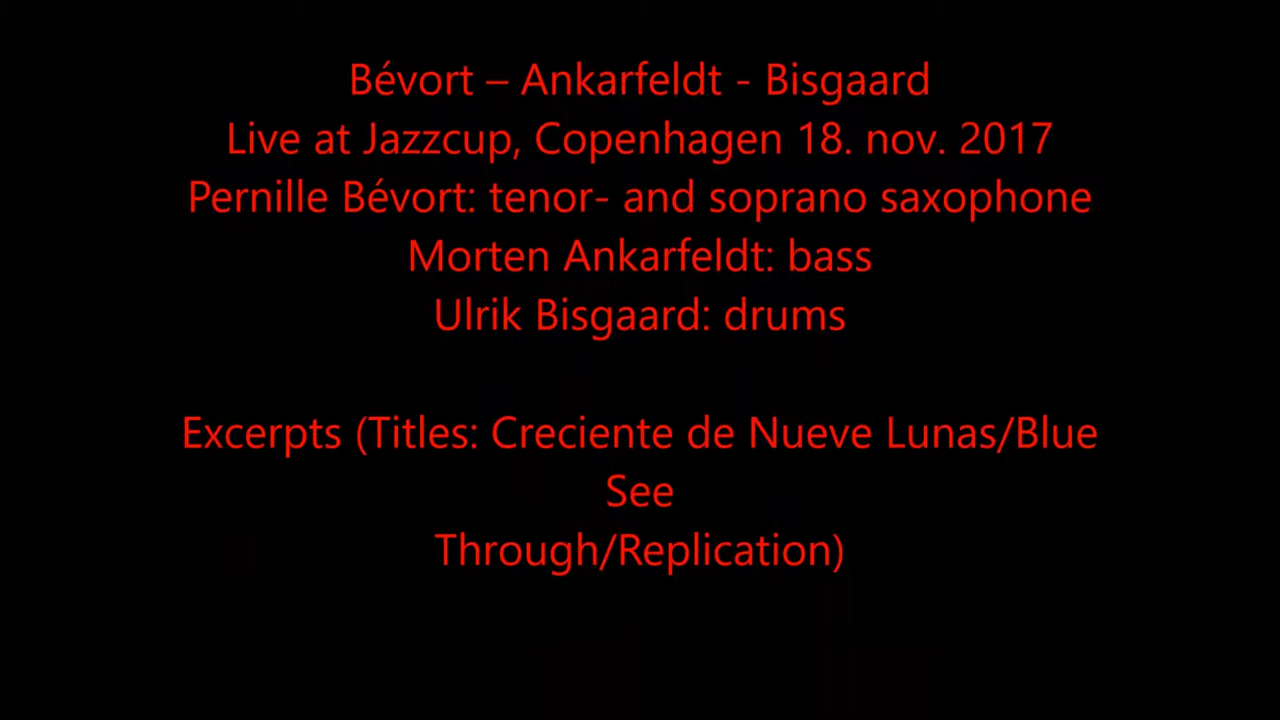 Bévort – Ankarfeldt - Bisgaard
Live at Jazzcup, Copenhagen 18. nov. 2017
Pernille Bévort: tenor- and soprano saxophone
Morten Ankarfeldt: bass
Ulrik Bisgaard: drums
Excerpts (Titles: Creciente de Nueve Lunas/Blue
See
Through/Replication)